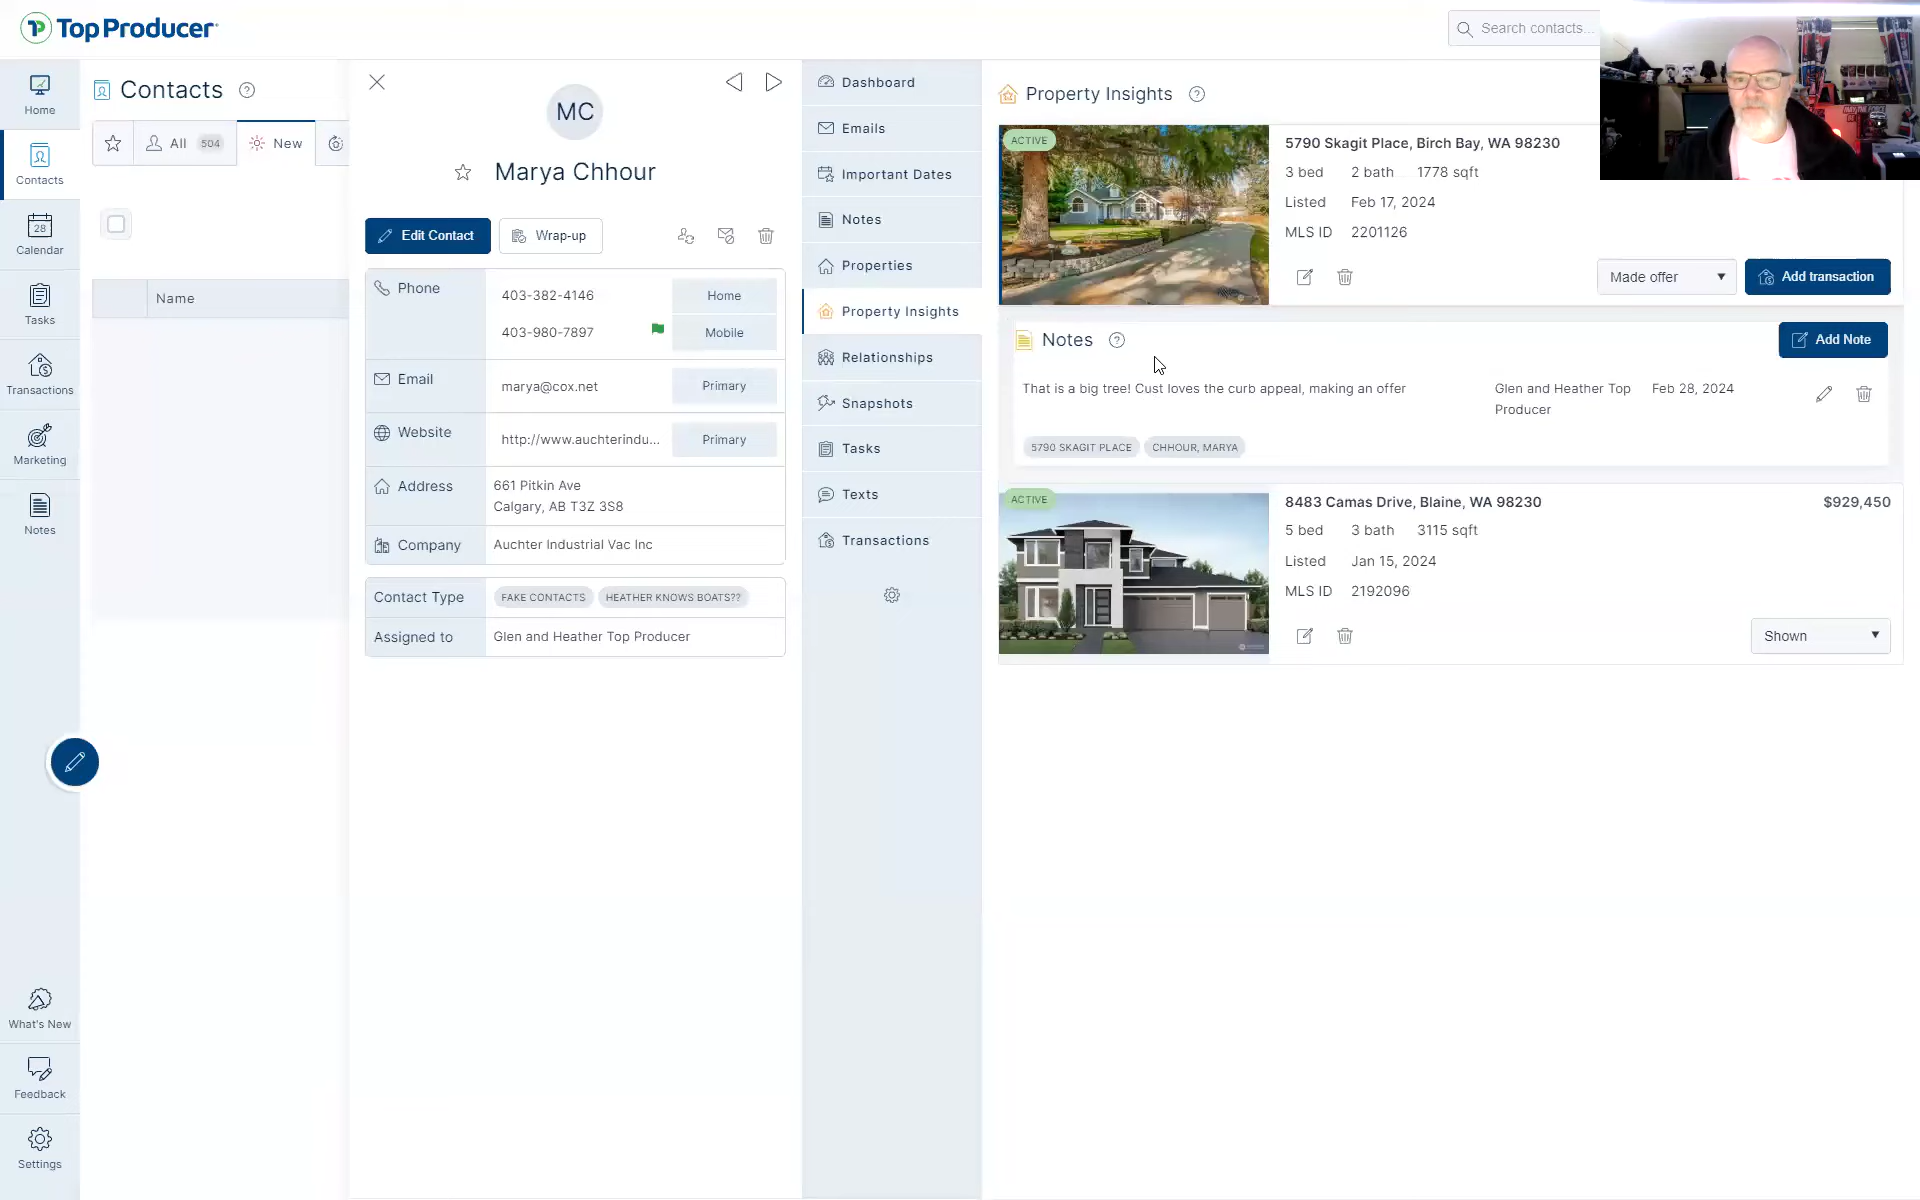 TopProducer
Search contacts...
Home
Contacts
Calendar
28
Tasks
Transactions
Marketing
Notes
What's New
Feedback
Settings
Contacts ?
All 504
New
Name
MC
Marya Chhour
Edit Contact
Wrap-up
Phone
403-382-4146 Home
403-980-7897 Mobile
Email marya@cox.net Primary
Website http://www.auchterindu... Primary
Address 661 Pitkin Ave
Calgary, AB T3Z 3S8
Company Auchter Industrial Vac Inc
Contact Type FAKE CONTACTS HEATHER KNOWS BOATS??
Assigned to Glen and Heather Top Producer
Dashboard
Emails
Important Dates
Notes
Properties
Property Insights
Relationships
Snapshots
Tasks
Texts
Transactions
Property Insights ?
ACTIVE
5790 Skagit Place, Birch Bay, WA 98230
3 bed 2 bath 1778 sqft
Listed Feb 17, 2024
MLS ID 2201126
Made offer
Add transaction
Notes ?
Add Note
That is a big tree! Cust loves the curb appeal, making an offer
Glen and Heather Top
Producer
Feb 28, 2024
5790 SKAGIT PLACE CHHOUR, MARYA
ACTIVE
8483 Camas Drive, Blaine, WA 98230 $929,450
5 bed 3 bath 3115 sqft
Listed Jan 15, 2024
MLS ID 2192096
Shown